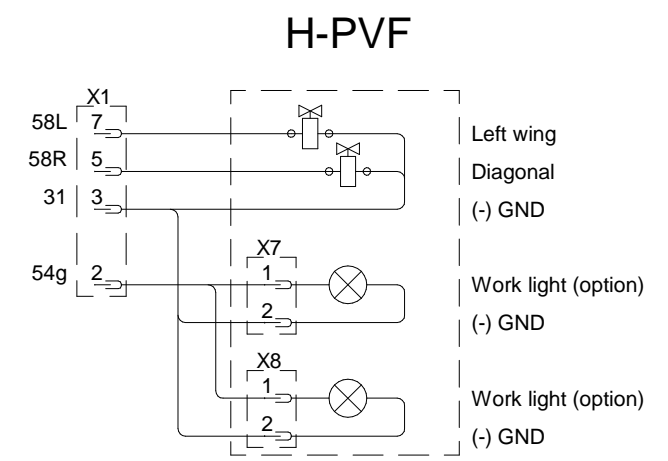 H-PVF
X1
58L 7 Left wing
58R 5 Diagonal
31 3 (-) GND
X7
54g 2 1 Work light (option)
2 (-) GND
X8
1 Work light (option)
2 (-) GND